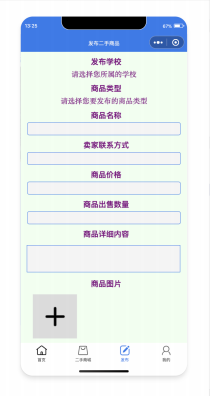 13:25
67%
发布二手商品
发布学校
请选择您所属的学校
商品类型
请选择您要发布的商品类型
商品名称
卖家联系方式
商品价格
商品出售数量
商品详细内容
商品图片
首页
二手商城
发布
我的